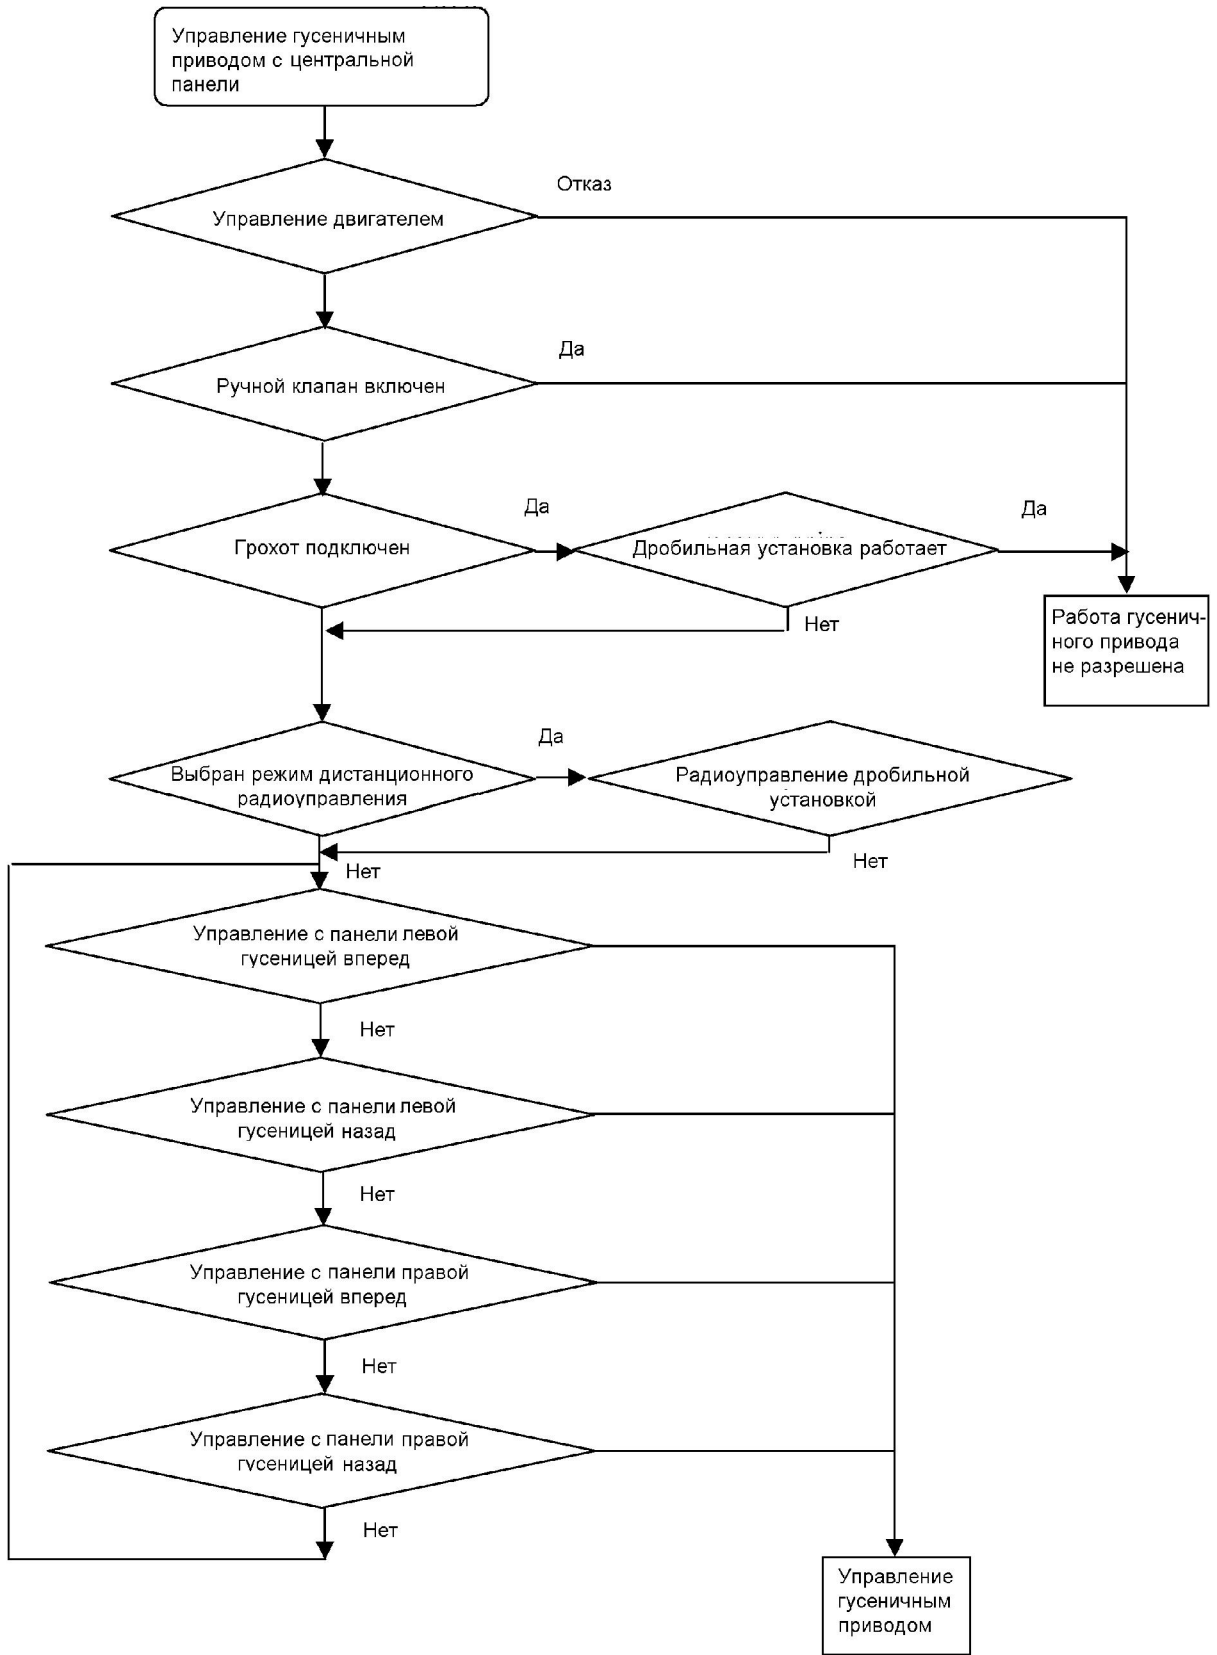 Управление гусеничным
приводом с центральной
панели
Отказ
Управление двигателем
Да
Ручной клапан включен
Да
Да
Грохот подключен
Дробильная установка работает
Нет
Работа гусенич-
ного привода
не разрешена
Да
Выбран режим дистанционного
радиоуправления
Радиоуправление дробильной
установкой
Нет
Нет
Управление с панели левой
гусеницей вперед
Нет
Управление с панели левой
гусеницей назад
Нет
Управление с панели правой
гусеницей вперед
Нет
Управление с панели правой
гусеницей назад
Нет
Управление
гусеничным
приводом